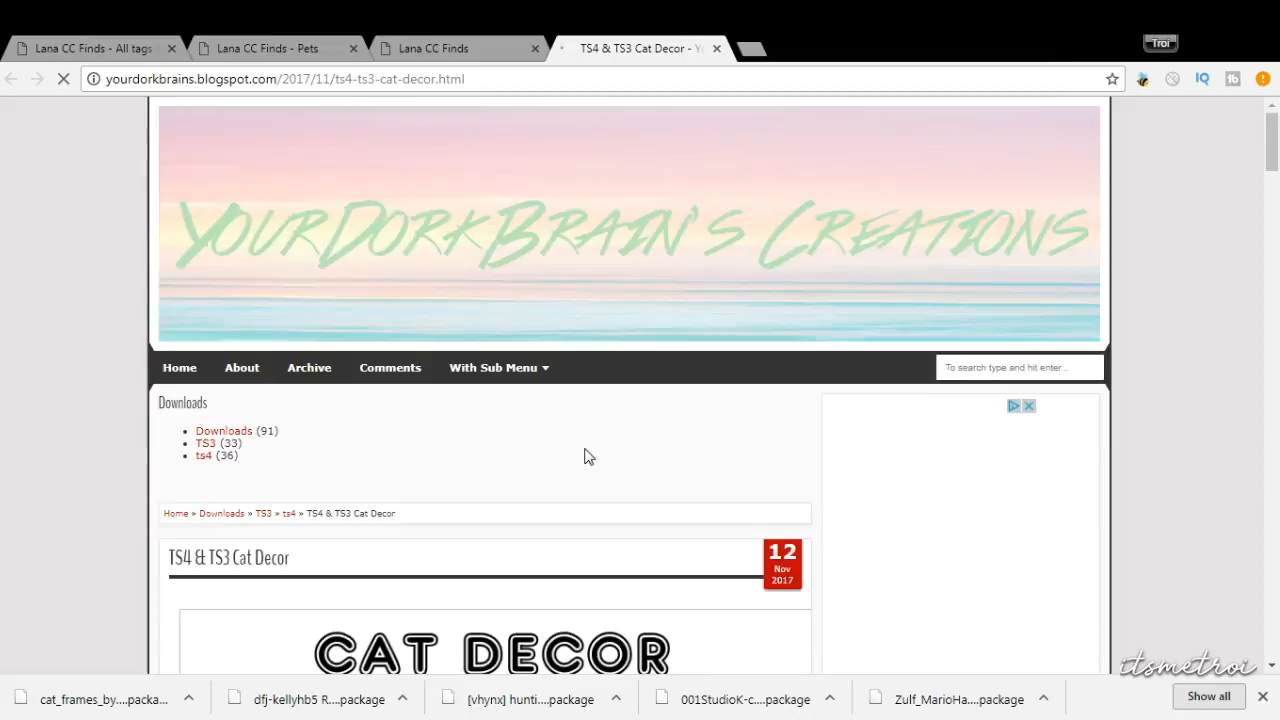 Lana CC Finds - All tags
Lana CC Finds - Pets
Lana CC Finds
TS4 & TS3 Cat Decor - Y
Troi
yourdorkbrains.blogspot.com/2017/11/ts4-ts3-cat-decor.html
IQ
YourDorkBrain's Creations
Home
About
Archive
Comments
With Sub Menu
To search type and hit enter...
Downloads
Downloads (91)
TS3 (33)
ts4 (36)
Home » Downloads » TS3 » ts4 » TS4 & TS3 Cat Decor
TS4 & TS3 Cat Decor
12
Nov
2017
CAT DECOR
itsmetroi
cat_frames_by....packa...
dfj-kellyhb5 R....package
[vhynx] hunti....package
001StudioK-c....package
Zulf_MarioHa....package
Show all